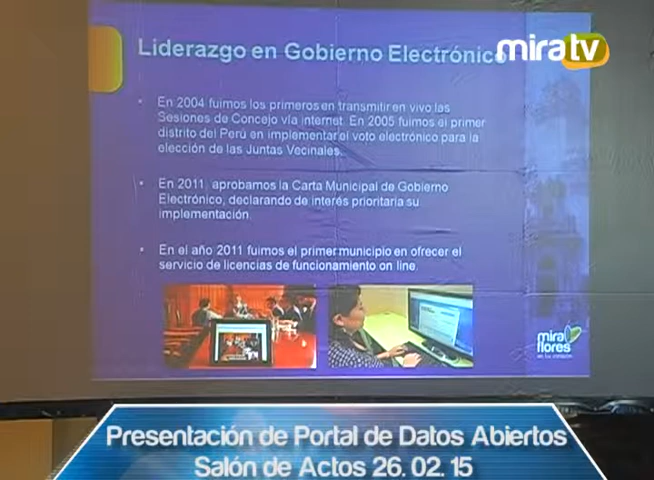 miratv
Liderazgo en Gobierno Electrónico
• En 2004 fuimos los primeros en transmitir en vivo las
Sesiones de Concejo vía internet. En 2005 fuimos el primer
distrito del Perú en implementar el voto electrónico para la
elección de las Juntas Vecinales.
• En 2011, aprobamos la Carta Municipal de Gobierno
Electrónico, declarando de interés prioritaria su
implementación.
• En el año 2011 fuimos el primer municipio en ofrecer el
servicio de licencias de funcionamiento on line.
mira
flores
Presentación de Portal de Datos Abiertos
Salón de Actos 26. 02. 15